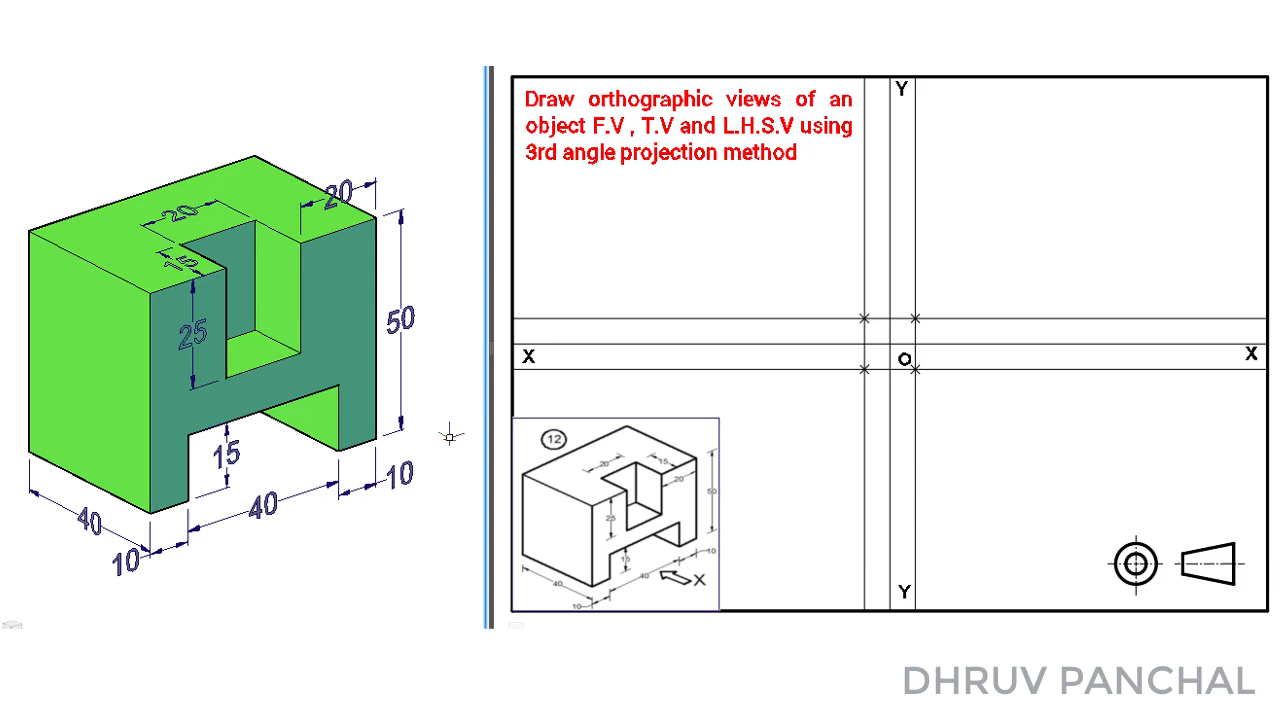 Draw orthographic views of an
object F.V , T.V and L.H.S.V using
3rd angle projection method
Y
20
20
15
25
50
15
40
10
40
10
X
O
X
12
20
15
20
50
25
15
10
40
40
X
10
Y
DHRUV PANCHAL